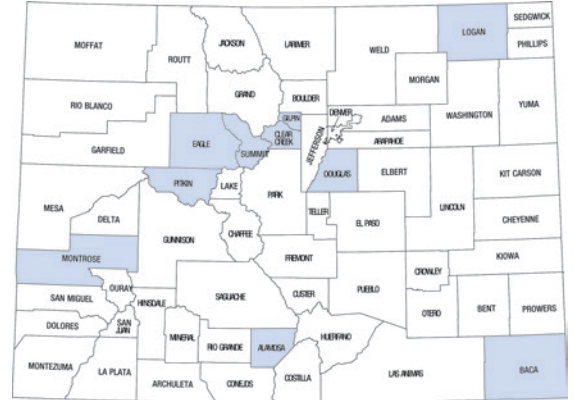 MOFFAT
ROUTT
JACKSON
LARIMER
WELD
LOGAN
SEDGWICK
PHILLIPS
MORGAN
GRAND
BOULDER
RIO BLANCO
GILPIN
DENVER
ADAMS
WASHINGTON
YUMA
EAGLE
CLEAR
CREEK
ARAPAHOE
JEFFERSON
GARFIELD
SUMMIT
DOUGLAS
ELBERT
KIT CARSON
PITKIN
LAKE
PARK
LINCOLN
MESA
DELTA
TELLER
EL PASO
CHEYENNE
GUNNISON
CHAFFEE
FREMONT
KIOWA
MONTROSE
CROWLEY
OURAY
HINSDALE
SAGUACHE
CUSTER
PUEBLO
SAN MIGUEL
OTERO
BENT
PROWERS
DOLORES
SAN
JUAN
MINERAL
RIO GRANDE
ALAMOSA
HUERFANO
MONTEZUMA
LA PLATA
ARCHULETA
CONEJOS
COSTILLA
LAS ANIMAS
BACA